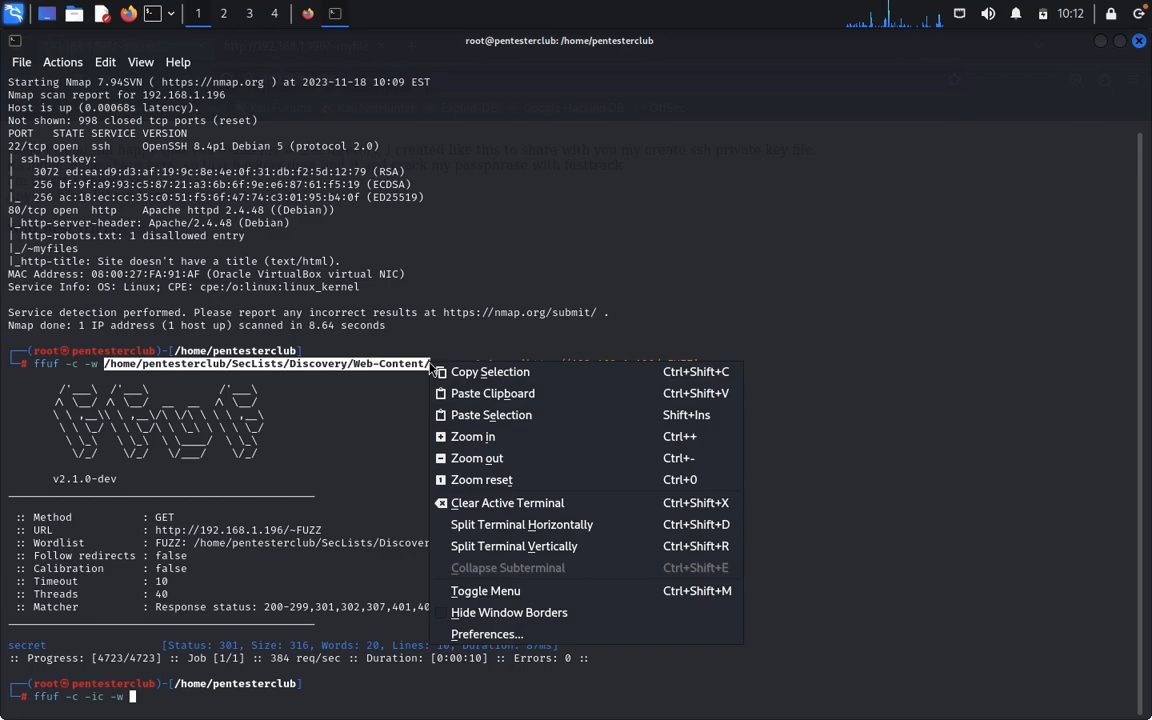 1 2 3 4 10:12
root@pentesterclub: /home/pentesterclub
File Actions Edit View Help
Starting Nmap 7.94SVN ( https://nmap.org ) at 2023-11-18 10:09 EST
Nmap scan report for 192.168.1.196
Host is up (0.00068s latency).
Not shown: 998 closed tcp ports (reset)
PORT   STATE SERVICE VERSION
22/tcp open  ssh     OpenSSH 8.4p1 Debian 5 (protocol 2.0)
| ssh-hostkey:
|   3072 ed:ea:d9:d3:af:19:9c:8e:4e:0f:31:db:f2:5d:12:79 (RSA)
|   256 bf:9f:a9:93:c5:87:21:a3:6b:6f:9e:e6:87:61:f5:19 (ECDSA)
|_  256 ac:18:ec:cc:35:c0:51:f5:6f:47:74:c3:01:95:b4:0f (ED25519)
80/tcp open  http    Apache httpd 2.4.48 ((Debian))
|_http-server-header: Apache/2.4.48 (Debian)
| http-robots.txt: 1 disallowed entry
|_/~myfiles
|_http-title: Site doesn't have a title (text/html).
MAC Address: 08:00:27:FA:91:AF (Oracle VirtualBox virtual NIC)
Service Info: OS: Linux; CPE: cpe:/o:linux:linux_kernel
Service detection performed. Please report any incorrect results at https://nmap.org/submit/ .
Nmap done: 1 IP address (1 host up) scanned in 8.64 seconds
(root㉿pentesterclub)-[/home/pentesterclub]
# ffuf -c -w /home/pentesterclub/SecLists/Discovery/Web-Content/
v2.1.0-dev
:: Method : GET
:: URL : http://192.168.1.196/~FUZZ
:: Wordlist : FUZZ: /home/pentesterclub/SecLists/Discover
:: Follow redirects : false
:: Calibration : false
:: Timeout : 10
:: Threads : 40
:: Matcher : Response status: 200-299,301,302,307,401,40
secret [Status: 301, Size: 316, Words: 20, Lines: 10, Duration: 87ms]
:: Progress: [4723/4723] :: Job [1/1] :: 384 req/sec :: Duration: [0:00:10] :: Errors: 0 ::
(root㉿pentesterclub)-[/home/pentesterclub]
# ffuf -c -ic -w
Copy Selection Ctrl+Shift+C
Paste Clipboard Ctrl+Shift+V
Paste Selection Shift+Ins
Zoom in Ctrl++
Zoom out Ctrl+-
Zoom reset Ctrl+0
Clear Active Terminal Ctrl+Shift+X
Split Terminal Horizontally Ctrl+Shift+D
Split Terminal Vertically Ctrl+Shift+R
Collapse Subterminal Ctrl+Shift+E
Toggle Menu Ctrl+Shift+M
Hide Window Borders
Preferences...